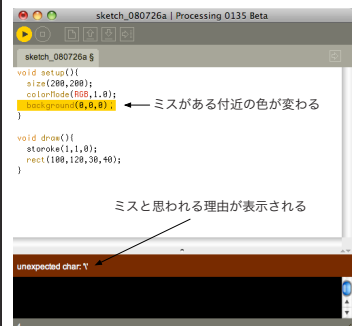 sketch_080726a | Processing 0135 Beta
sketch_080726a §
void setup(){
size(200,200);
colorMode(RGB,1.0);
background(0,0,0);
ミスがある付近の色が変わる
}
void draw(){
storoke(1,1,0);
rect(100,120,30,40);
}
ミスと思われる理由が表示される
unexpected char: '\'